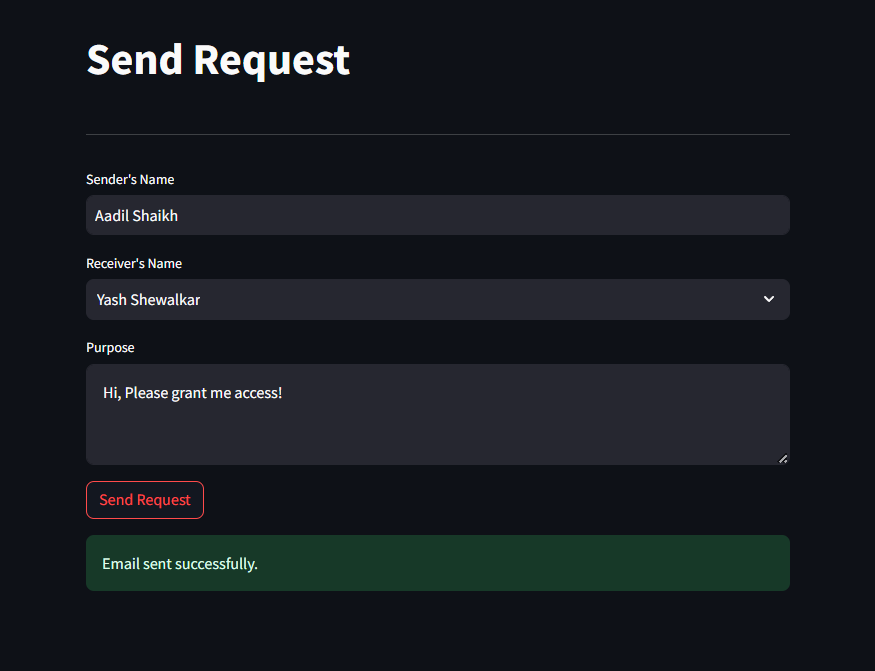 Send Request
Sender's Name
Aadil Shaikh
Receiver's Name
Yash Shewalkar
Purpose
Hi, Please grant me access!
Send Request
Email sent successfully.